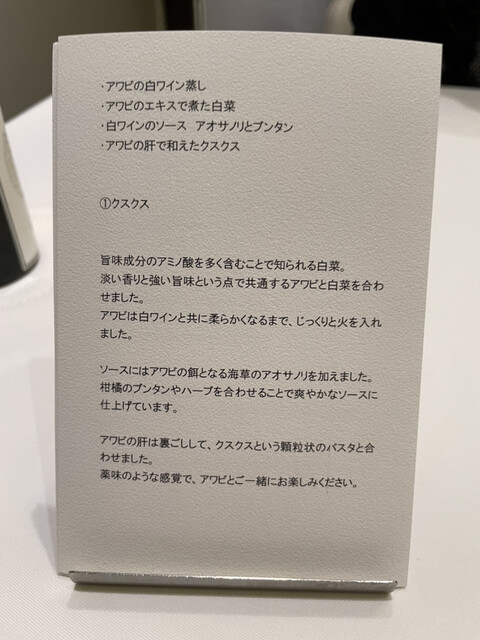 ・アワビの白ワイン蒸し
・アワビのエキスで煮た白菜
・白ワインのソース　アオサノリとブンタン
・アワビの肝で和えたクスクス
①クスクス
旨味成分のアミノ酸を多く含むことで知られる白菜。
淡い香りと強い旨味という点で共通するアワビと白菜を合わ
せました。
アワビは白ワインと共に柔らかくなるまで、じっくりと火を入れ
ました。
ソースにはアワビの餌となる海草のアオサノリを加えました。
柑橘のブンタンやハーブを合わせることで爽やかなソースに
仕上げています。
アワビの肝は裏ごしして、クスクスという顆粒状のパスタと合
わせました。
薬味のような感覚で、アワビとご一緒にお楽しみください。